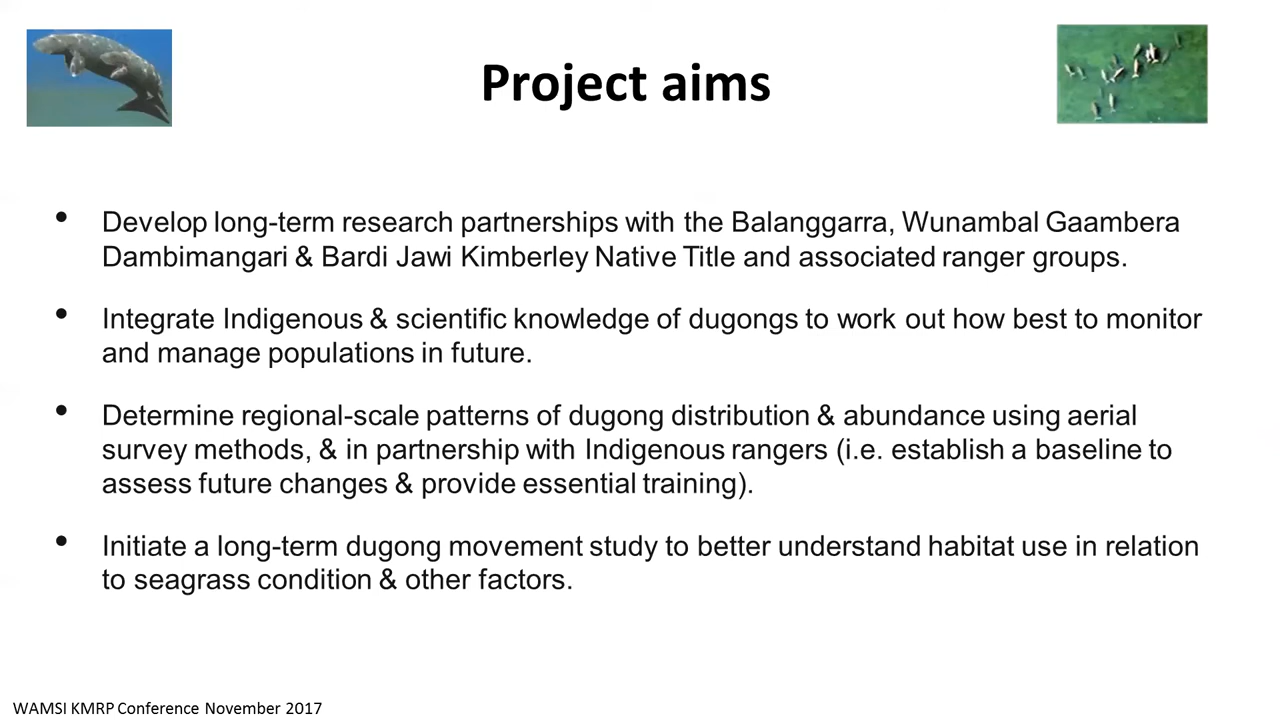 Project aims
• Develop long-term research partnerships with the Balanggarra, Wunambal Gaambera
Dambimangari & Bardi Jawi Kimberley Native Title and associated ranger groups.
• Integrate Indigenous & scientific knowledge of dugongs to work out how best to monitor
and manage populations in future.
• Determine regional-scale patterns of dugong distribution & abundance using aerial
survey methods, & in partnership with Indigenous rangers (i.e. establish a baseline to
assess future changes & provide essential training).
• Initiate a long-term dugong movement study to better understand habitat use in relation
to seagrass condition & other factors.
WAMSI KMRP Conference November 2017